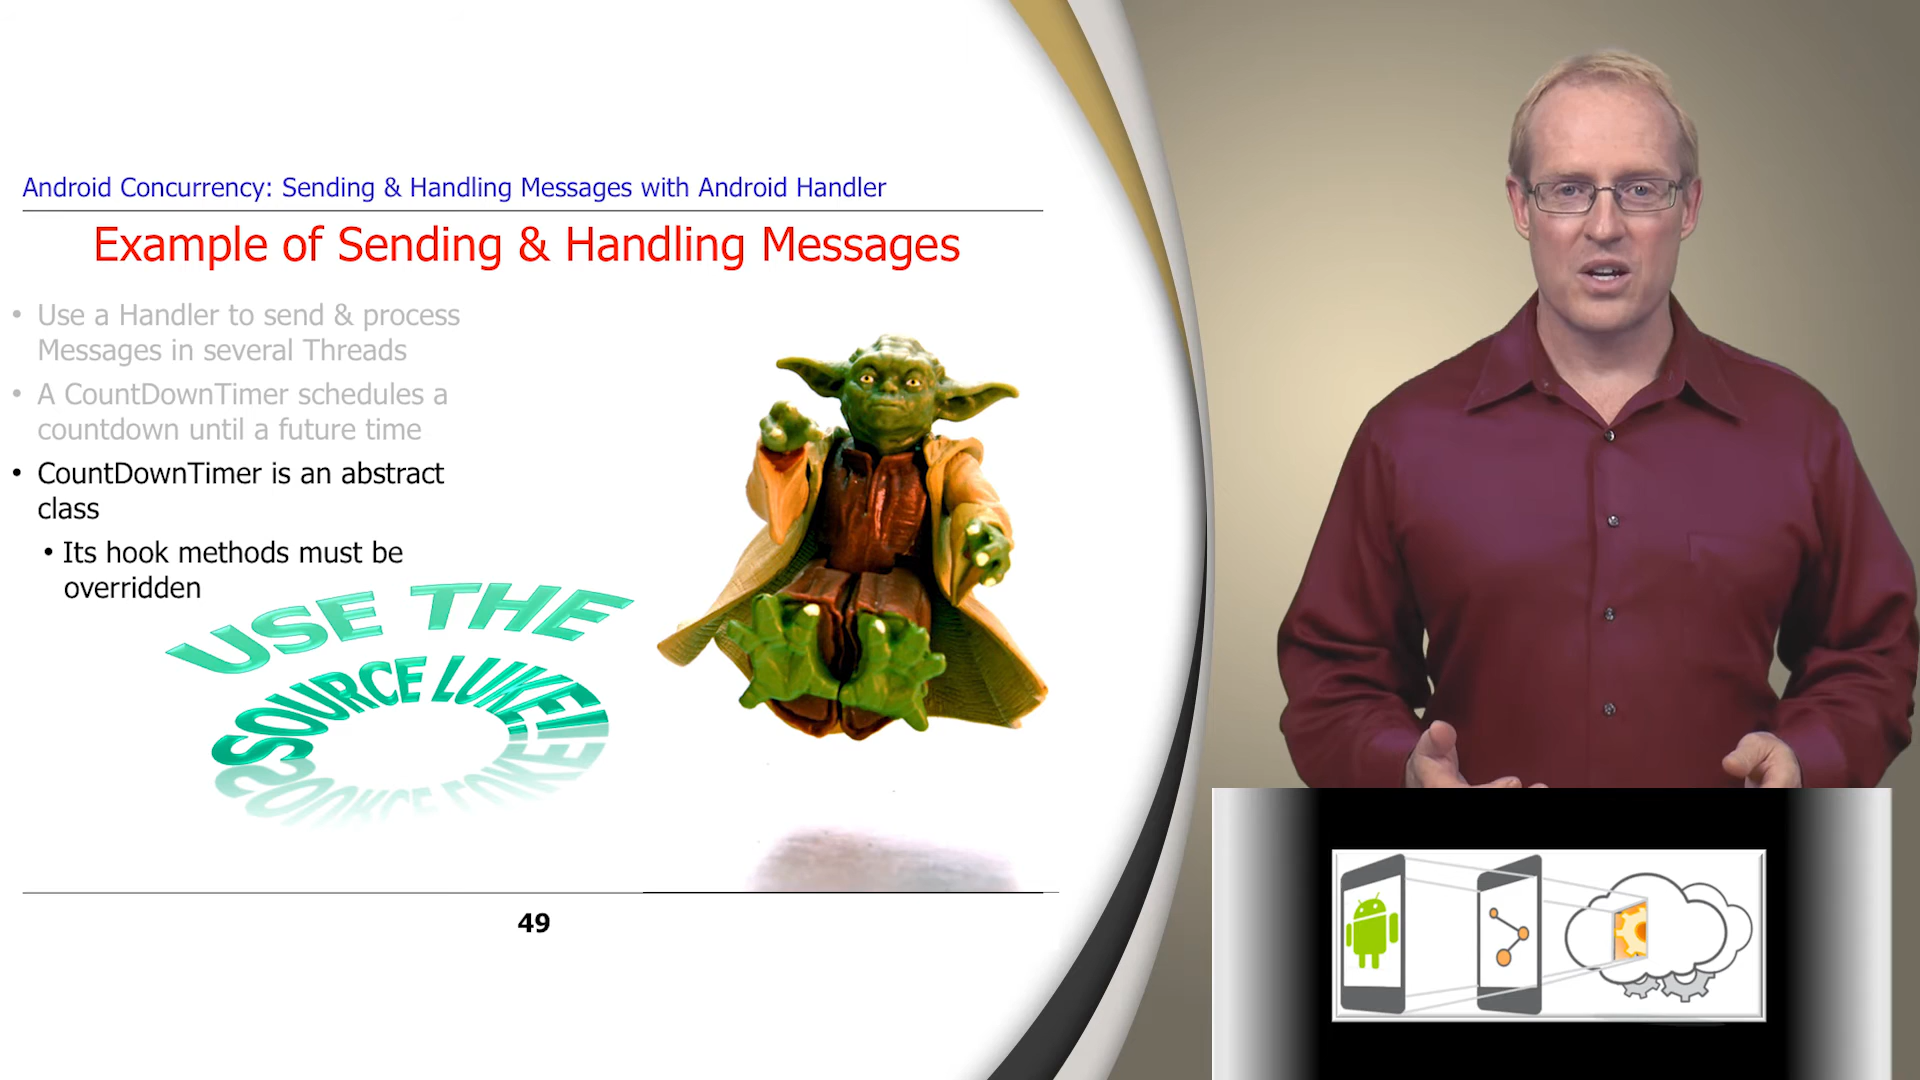 Android Concurrency: Sending & Handling Messages with Android Handler
Example of Sending & Handling Messages
• Use a Handler to send & process
Messages in several Threads
• A CountDownTimer schedules a
countdown until a future time
• CountDownTimer is an abstract
class
• Its hook methods must be
overridden
USE THE
SOURCE LUKE!
49